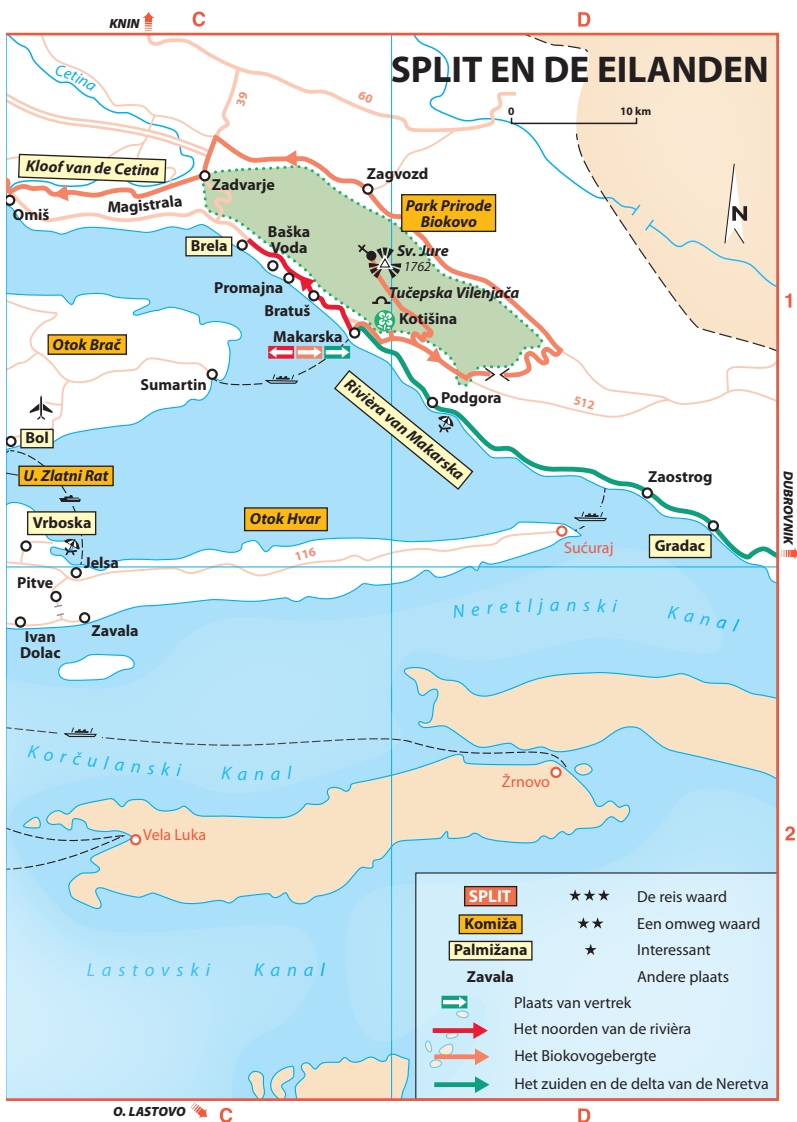 KNIN
C
D
SPLIT EN DE EILANDEN
Cetina
39
60
0
10 km
Kloof van de Cetina
Zadvarje
Zagvozd
Magistrala
Omiš
Park Prirode
Biokovo
N
Baška
Voda
Brela
Sv. Jure
1762
Promajna
Tučepska Vilenjača
1
Bratuš
Kotišina
Makarska
Otok Brač
Sumartin
Podgora
512
Rivièra van Makarska
Bol
U. Zlatni Rat
Zaostrog
DUBROVNIK
Vrboska
Otok Hvar
Sućuraj
Gradac
116
Jelsa
Pitve
Neretljanski Kanal
Ivan
Dolac
Zavala
Korčulanski Kanal
Žrnovo
Vela Luka
2
SPLIT
★★★
De reis waard
Komiža
★★
Een omweg waard
Palmižana
★
Interessant
Zavala
Andere plaats
Lastovski Kanal
Plaats van vertrek
Het noorden van de rivièra
Het Biokovogebergte
Het zuiden en de delta van de Neretva
O. LASTOVO
C
D